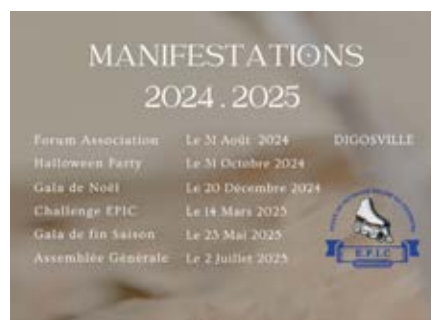 MANIFESTATIONS
2024 . 2025
Forum Association Le 31 Août 2024 DIGOSVILLE
Halloween Party Le 31 Octobre 2024
Gala de Noël Le 20 Décembre 2024
Challenge EPIC Le 14 Mars 2025
Gala de fin Saison Le 23 Mai 2025
Assemblée Générale Le 2 Juillet 2025
E.P.I.C